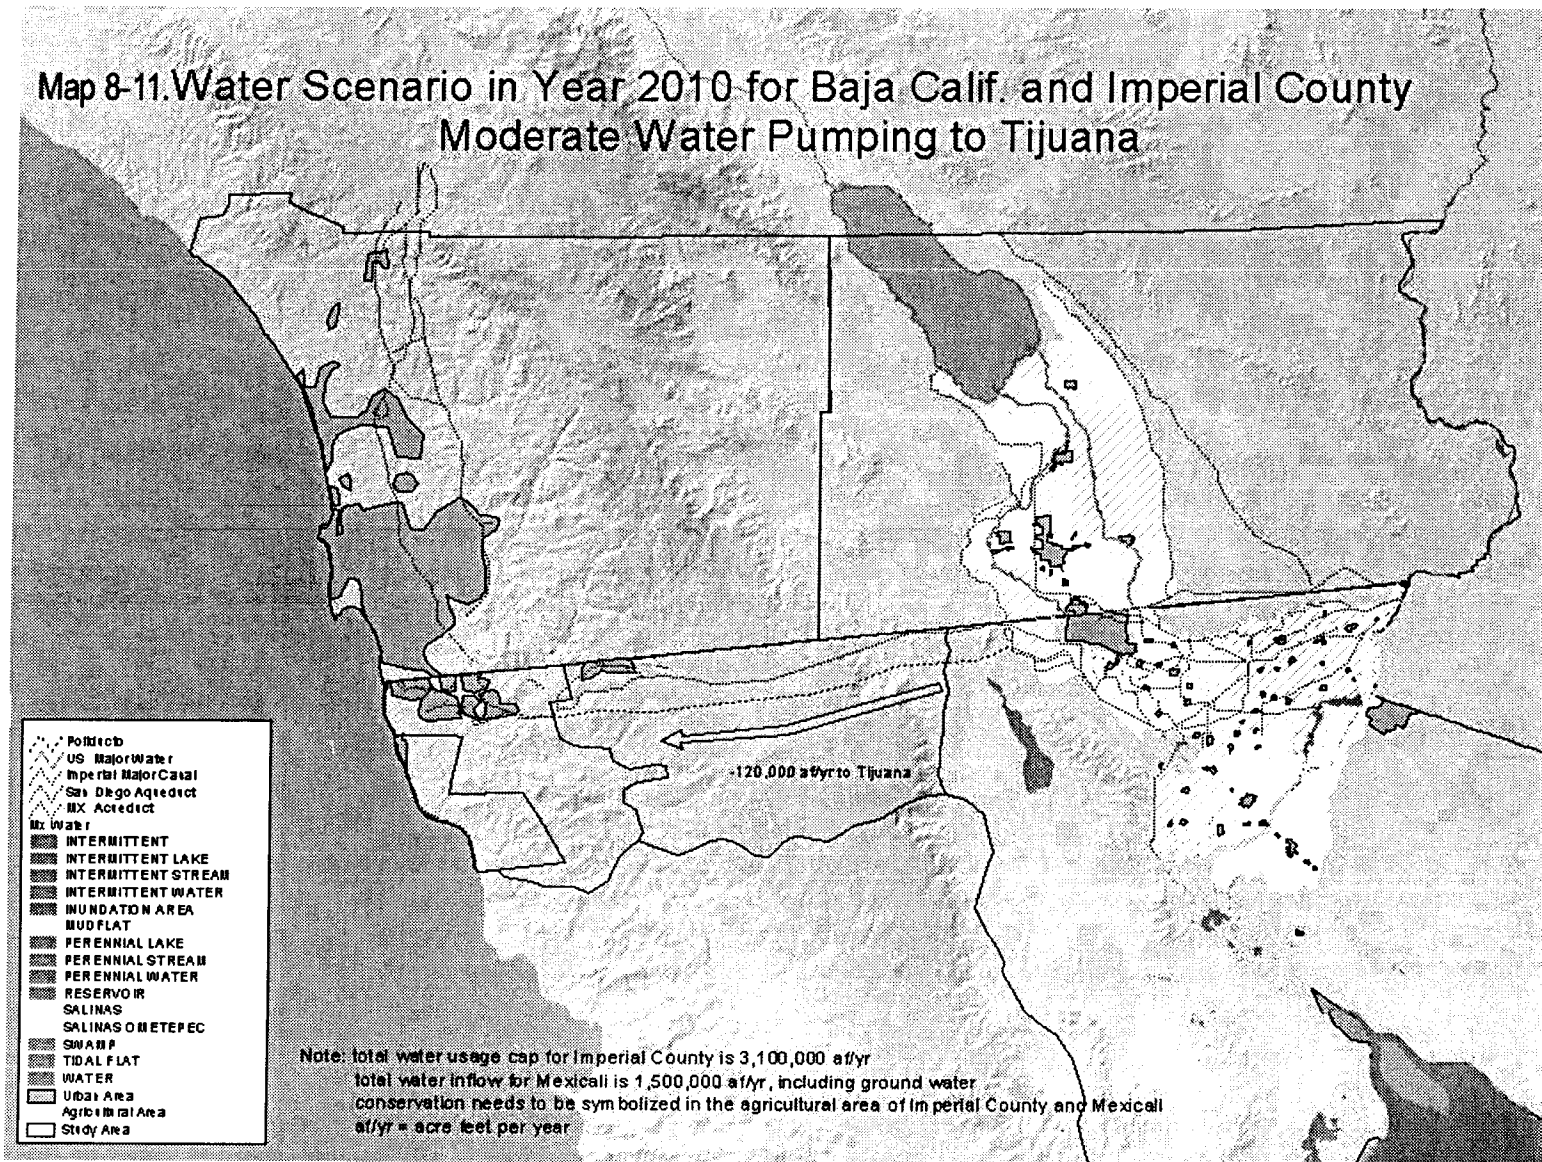 Map 8-11.Water Scenario in Year 2010 for Baja Calif. and Imperial County
Moderate Water Pumping to Tijuana
-120,000 af/yr to Tijuana
US Major Water
Imperial Major Canal
San Diego Aqueduct
Mx Water
INTERMITTENT
INTERMITTENT LAKE
INTERMITTENT STREAM
INTERMITTENT WATER
INUNDATION AREA
MUDFLAT
PERENNIAL LAKE
PERENNIAL STREAM
PERENNIAL WATER
RESERVOIR
SALINAS
SALINAS OMETEPEC
SWAMP
TIDAL FLAT
WATER
Urban Area
Agricultural Area
Study Area
Note: total water usage cap for Imperial County is 3,100,000 af/yr
total water inflow for Mexicali is 1,500,000 af/yr, including ground water
conservation needs to be symbolized in the agricultural area of Imperial County and Mexicali
af/yr = acre feet per year